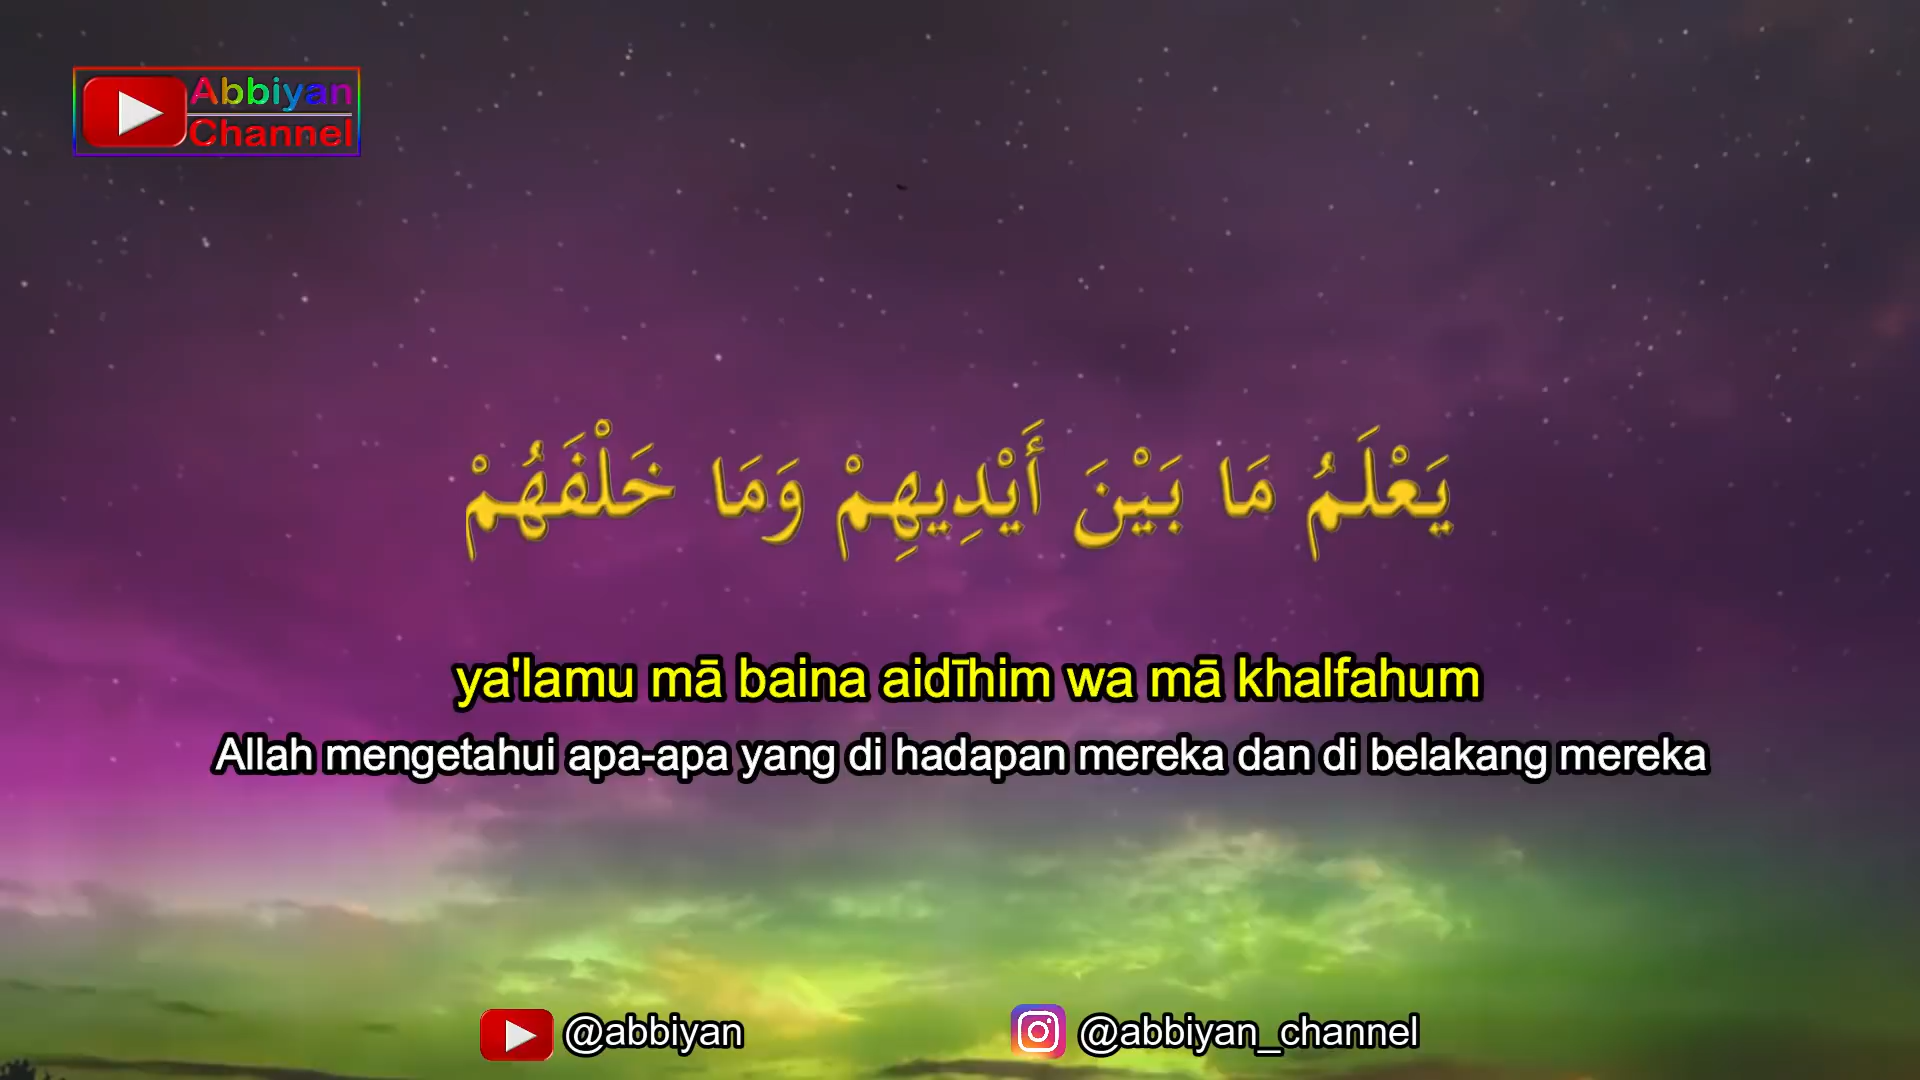 Abbiyan
Channel
يَعْلَمُ مَا بَيْنَ أَيْدِيهِمْ وَمَا خَلْفَهُمْ
ya'lamu mā baina aidīhim wa mā khalfahum
Allah mengetahui apa-apa yang di hadapan mereka dan di belakang mereka
@abbiyan
@abbiyan_channel